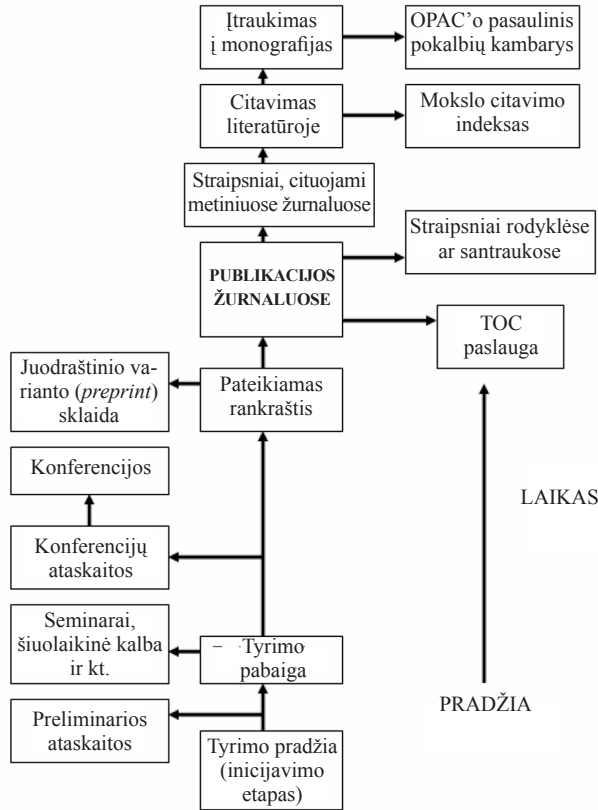 Įtraukimas
į monografijas
OPAC’o pasaulinis
pokalbių kambarys
Citavimas
literatūroje
Mokslo citavimo
indeksas
Straipsniai, cituojami
metiniuose žurnaluose
Straipsniai rodyklėse
ar santraukose
PUBLIKACIJOS
ŽURNALUOSE
TOC
paslauga
Juodraštinio va-
rianto (preprint)
sklaida
Pateikiamas
rankraštis
Konferencijos
LAIKAS
Konferencijų
ataskaitos
Seminarai,
šiuolaikinė kalba
ir kt.
Tyrimo
pabaiga
PRADŽIA
Preliminarios
ataskaitos
Tyrimo pradžia
(inicijavimo
etapas)